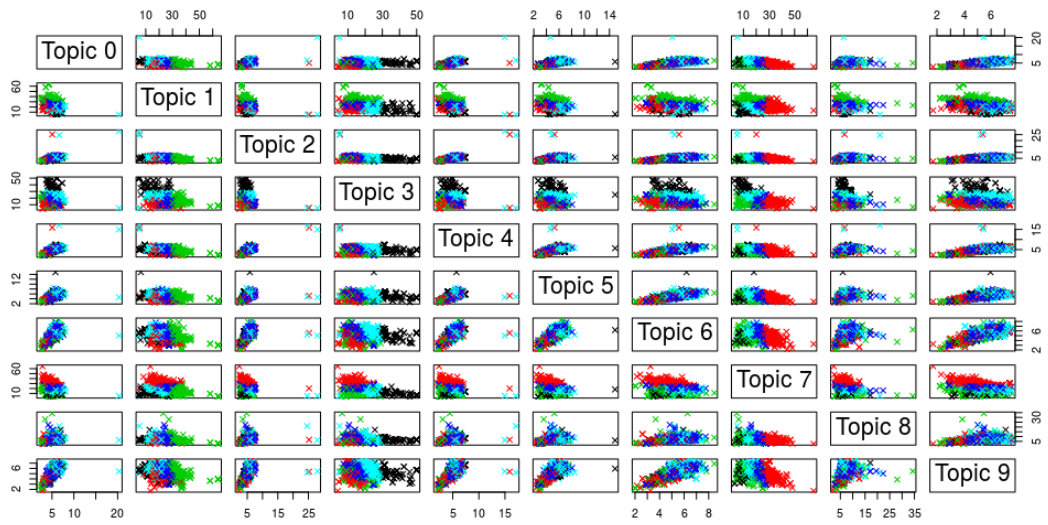 10 30 50
2 6 10 14
10 30 50
2 4 6
Topic 0
5 20
10 60
Topic 1
Topic 2
5 25
10 50
Topic 3
Topic 4
5 15
2 12
Topic 5
Topic 6
2 6
10 60
Topic 7
Topic 8
5 30
2 6
Topic 9
5 10 20
5 15 25
5 10 15
2 4 6 8
5 15 25 35